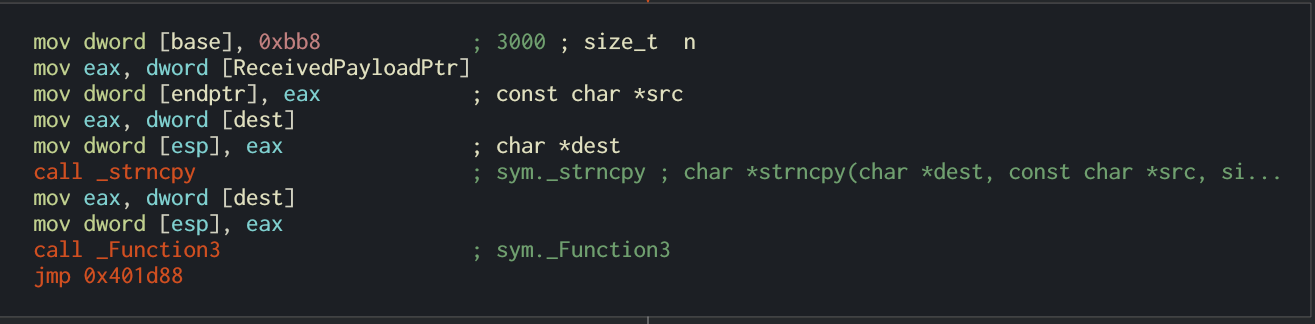 mov dword [base], 0xbb8 ; 3000 ; size_t n
mov eax, dword [ReceivedPayloadPtr]
mov dword [endptr], eax ; const char *src
mov eax, dword [dest]
mov dword [esp], eax ; char *dest
call _strncpy ; sym._strncpy ; char *strncpy(char *dest, const char *src, si...
mov eax, dword [dest]
mov dword [esp], eax
call _Function3 ; sym._Function3
jmp 0x401d88